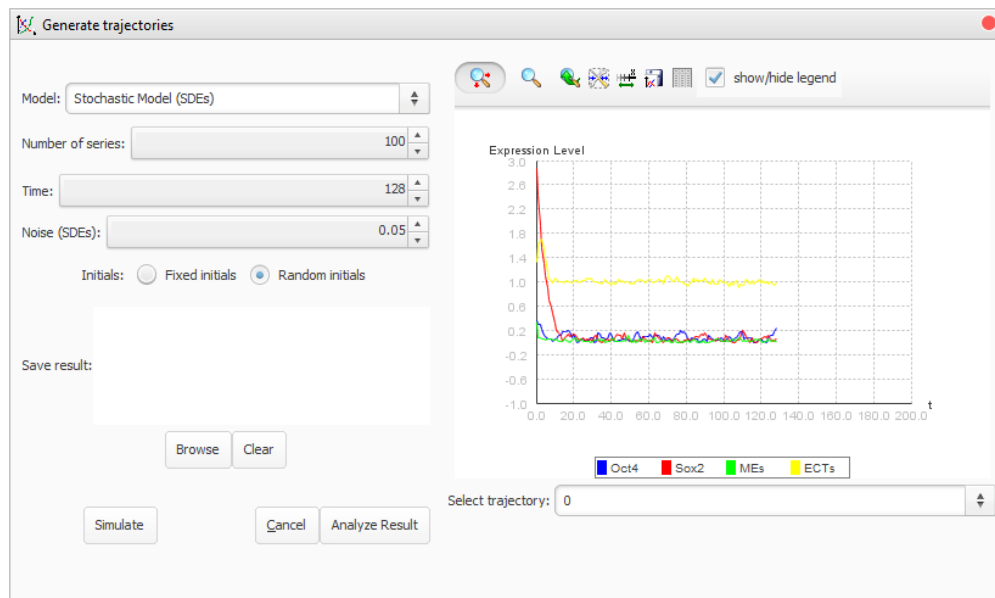 Generate trajectories
Model: Stochastic Model (SDEs)
Number of series: 100
Time: 128
Noise (SDEs): 0.05
Initials: Fixed initials Random initials
Save result:
Browse Clear
Simulate Cancel Analyze Result
show/hide legend
Expression Level
3.0
2.6
2.2
1.8
1.4
1.0
0.6
0.2
-0.2
-0.6
-1.0
0.0 20.0 40.0 60.0 80.0 100.0 120.0 140.0 160.0 180.0 200.0
t
Oct4 Sox2 MEs ECTs
Select trajectory: 0